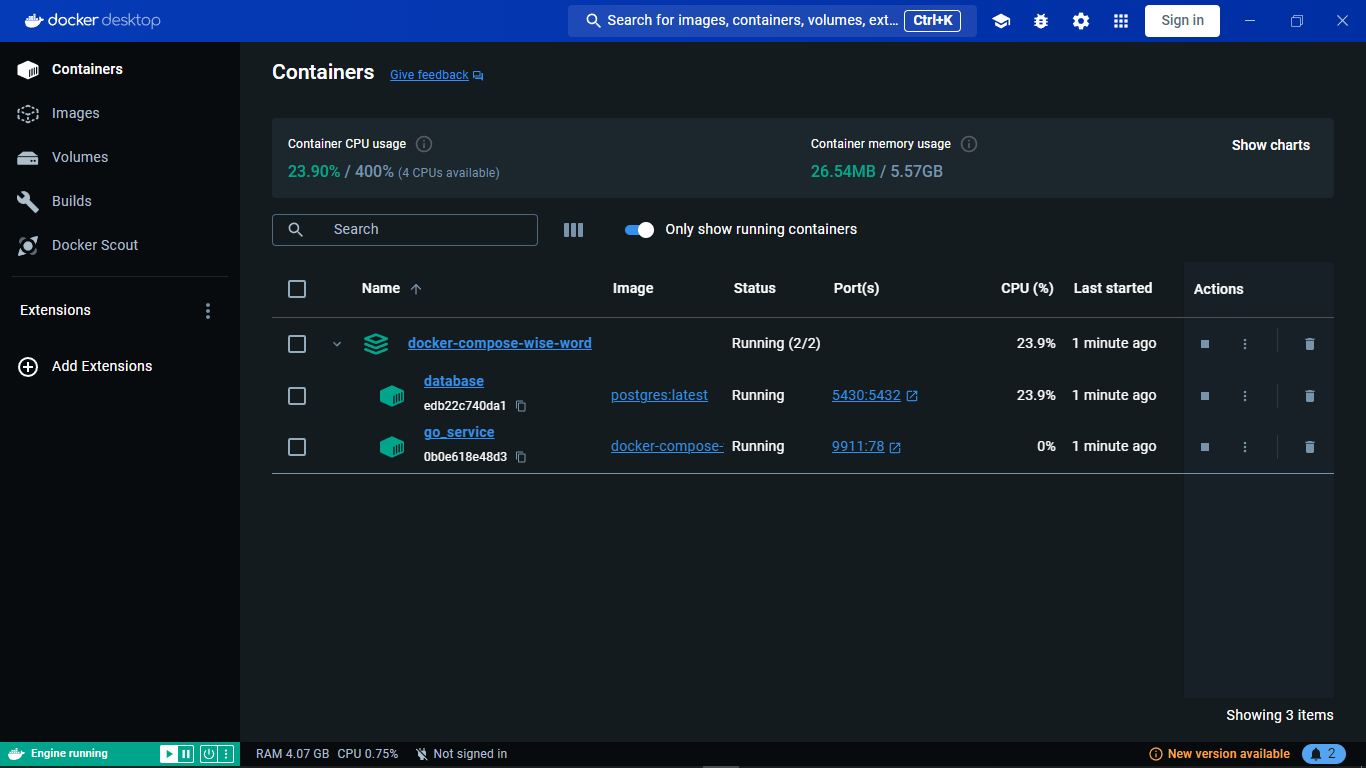 docker desktop
Search for images, containers, volumes, ext... Ctrl+K
Sign in
Containers
Images
Volumes
Builds
Docker Scout
Extensions
Add Extensions
Containers Give feedback
Container CPU usage
23.90% / 400% (4 CPUs available)
Container memory usage
26.54MB / 5.57GB
Show charts
Search
Only show running containers
Name Image Status Port(s) CPU (%) Last started Actions
docker-compose-wise-word Running (2/2) 23.9% 1 minute ago
database
edb22c740da1
postgres:latest Running 5430:5432 23.9% 1 minute ago
go_service
0b0e618e48d3
docker-compose- Running 9911:78 0% 1 minute ago
Showing 3 items
Engine running
RAM 4.07 GB CPU 0.75% Not signed in
New version available
2